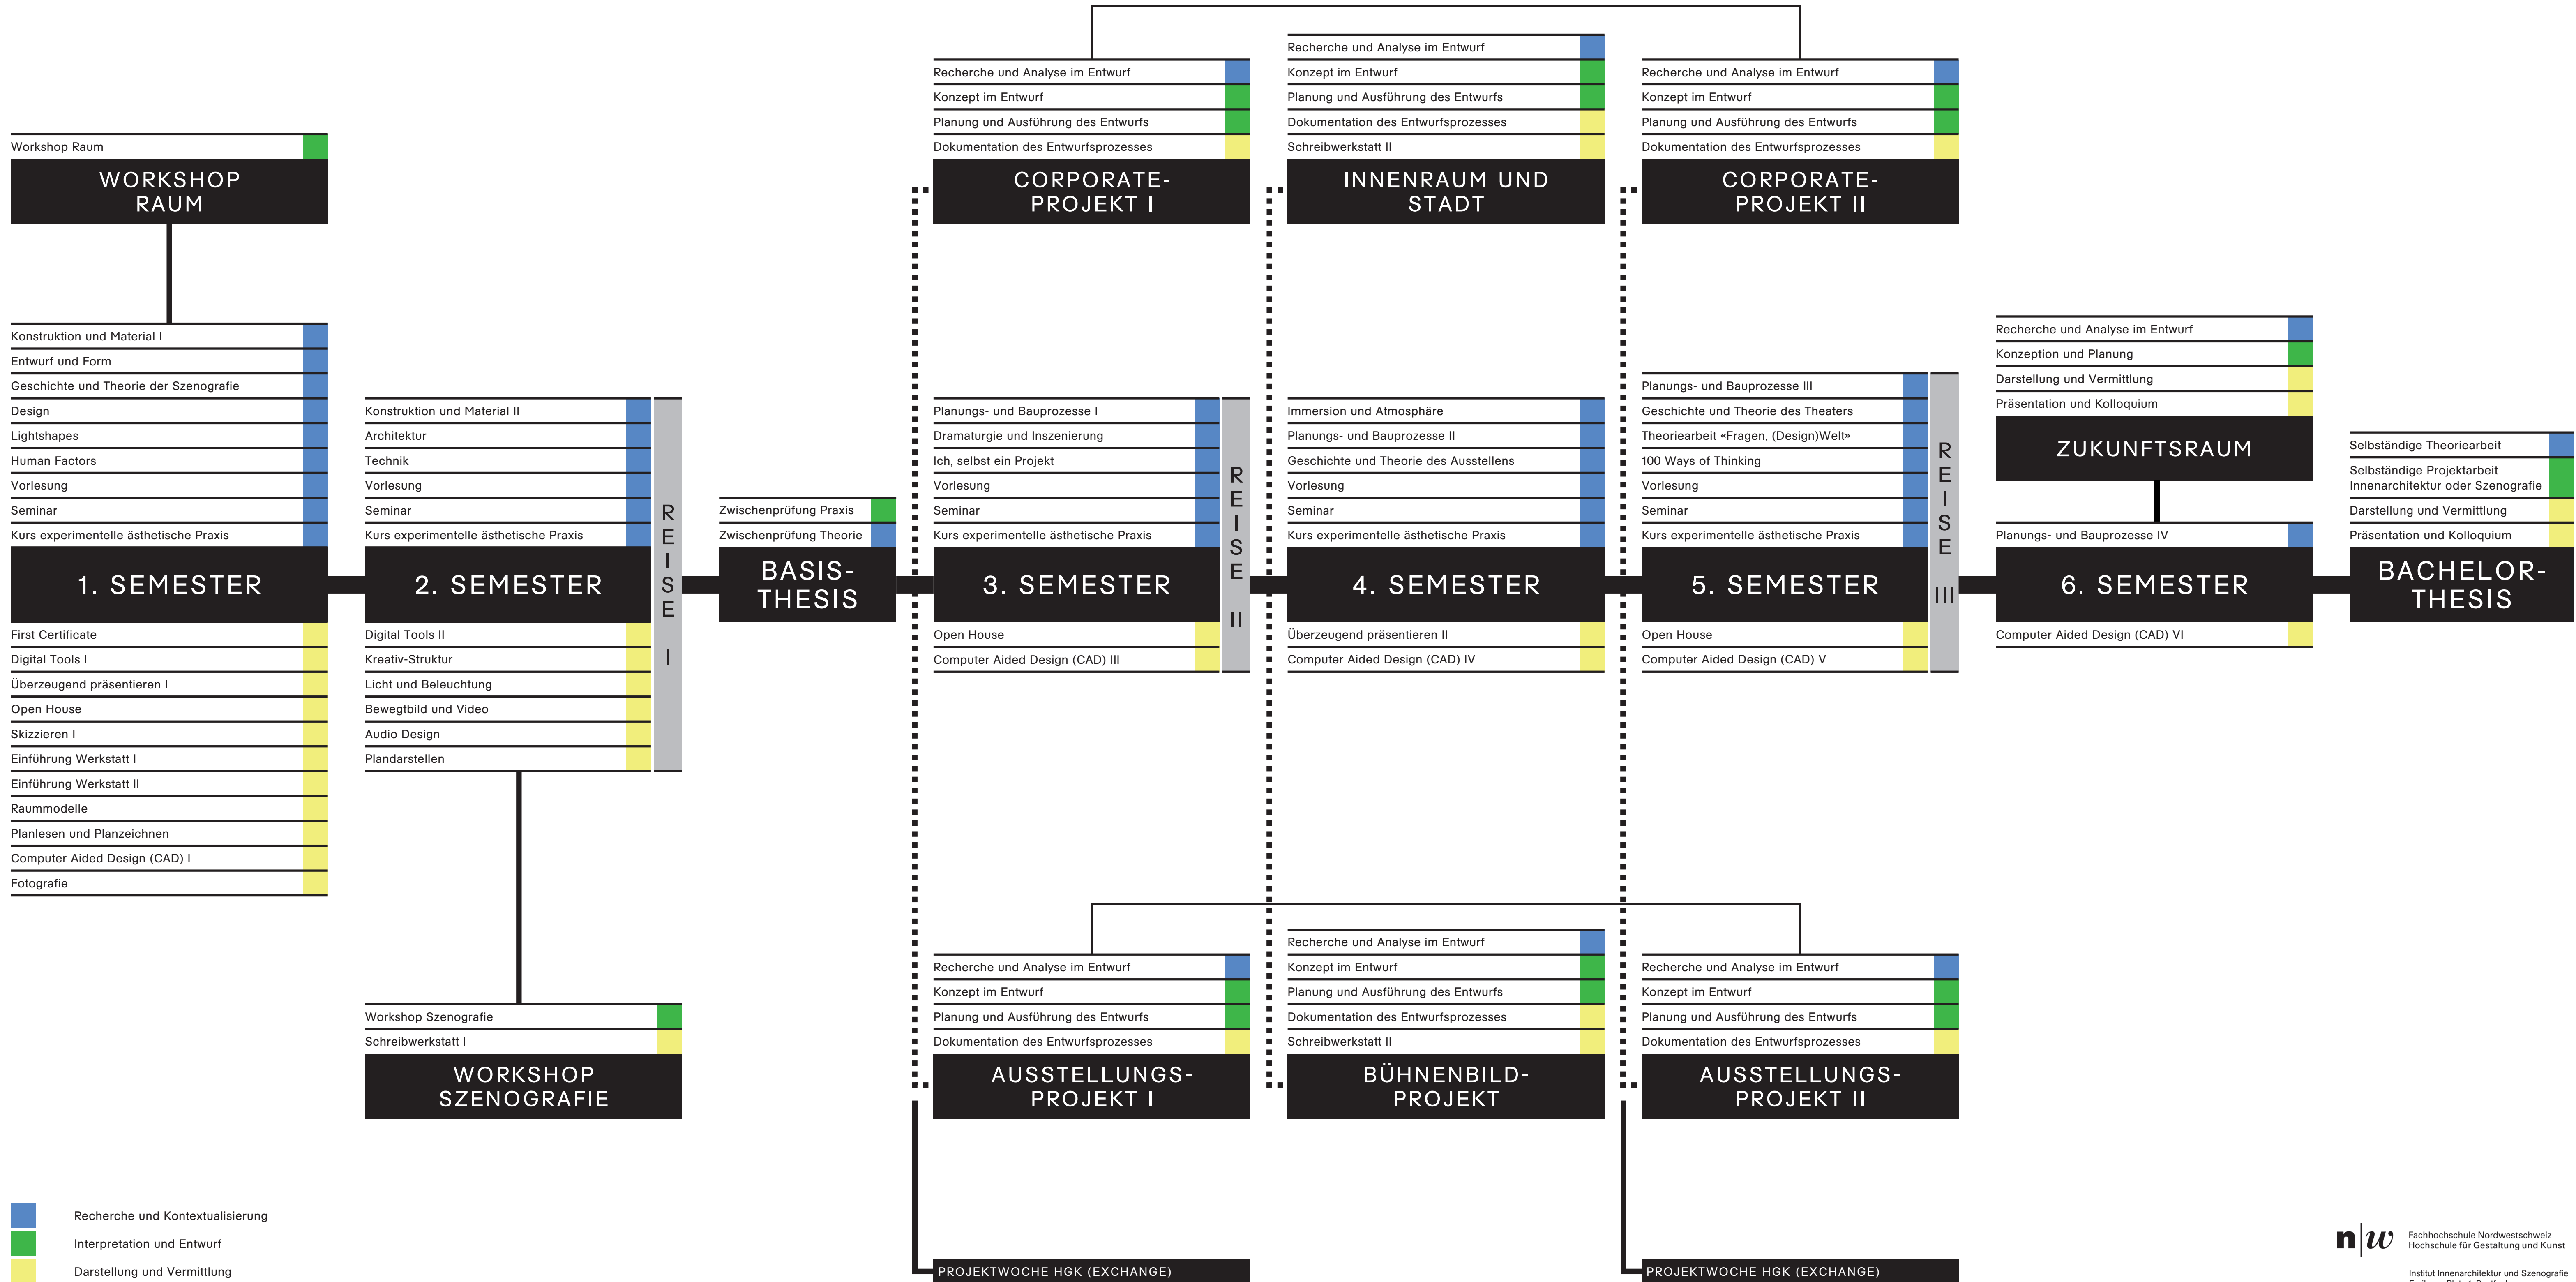 Workshop Raum
WORKSHOP
RAUM
Konstruktion und Material I
Entwurf und Form
Geschichte und Theorie der Szenografie
Design
Lightshapes
Human Factors
Vorlesung
Seminar
Kurs experimentelle ästhetische Praxis
1. SEMESTER
First Certificate
Digital Tools I
Überzeugend präsentieren I
Open House
Skizzieren I
Einführung Werkstatt I
Einführung Werkstatt II
Raummodelle
Planlesen und Planzeichnen
Computer Aided Design (CAD) I
Fotografie
Konstruktion und Material II
Architektur
Technik
Vorlesung
Seminar
Kurs experimentelle ästhetische Praxis
2. SEMESTER
Digital Tools II
Kreativ-Struktur
Licht und Beleuchtung
Bewegtbild und Video
Audio Design
Plandarstellen
REISE I
Workshop Szenografie
Schreibwerkstatt I
WORKSHOP
SZENOGRAFIE
Zwischenprüfung Praxis
Zwischenprüfung Theorie
BASIS-
THESIS
Recherche und Analyse im Entwurf
Konzept im Entwurf
Planung und Ausführung des Entwurfs
Dokumentation des Entwurfsprozesses
CORPORATE-
PROJEKT I
Planungs- und Bauprozesse I
Dramaturgie und Inszenierung
Ich, selbst ein Projekt
Vorlesung
Seminar
Kurs experimentelle ästhetische Praxis
3. SEMESTER
Open House
Computer Aided Design (CAD) III
REISE II
Recherche und Analyse im Entwurf
Konzept im Entwurf
Planung und Ausführung des Entwurfs
Dokumentation des Entwurfsprozesses
AUSSTELLUNGS-
PROJEKT I
PROJEKTWOCHE HGK (EXCHANGE)
Recherche und Analyse im Entwurf
Konzept im Entwurf
Planung und Ausführung des Entwurfs
Dokumentation des Entwurfsprozesses
Schreibwerkstatt II
INNENRAUM UND
STADT
Immersion und Atmosphäre
Planungs- und Bauprozesse II
Geschichte und Theorie des Ausstellens
Vorlesung
Seminar
Kurs experimentelle ästhetische Praxis
4. SEMESTER
Überzeugend präsentieren II
Computer Aided Design (CAD) IV
Recherche und Analyse im Entwurf
Konzept im Entwurf
Planung und Ausführung des Entwurfs
Dokumentation des Entwurfsprozesses
Schreibwerkstatt II
BÜHNENBILD-
PROJEKT
Recherche und Analyse im Entwurf
Konzept im Entwurf
Planung und Ausführung des Entwurfs
Dokumentation des Entwurfsprozesses
CORPORATE-
PROJEKT II
Planungs- und Bauprozesse III
Geschichte und Theorie des Theaters
Theoriearbeit «Fragen, (Design)Welt»
100 Ways of Thinking
Vorlesung
Seminar
Kurs experimentelle ästhetische Praxis
5. SEMESTER
Open House
Computer Aided Design (CAD) V
REISE III
Recherche und Analyse im Entwurf
Konzept im Entwurf
Planung und Ausführung des Entwurfs
Dokumentation des Entwurfsprozesses
AUSSTELLUNGS-
PROJEKT II
PROJEKTWOCHE HGK (EXCHANGE)
Recherche und Analyse im Entwurf
Konzeption und Planung
Darstellung und Vermittlung
Präsentation und Kolloquium
ZUKUNFTSRAUM
Planungs- und Bauprozesse IV
6. SEMESTER
Computer Aided Design (CAD) VI
Selbständige Theoriearbeit
Selbständige Projektarbeit
Innenarchitektur oder Szenografie
Darstellung und Vermittlung
Präsentation und Kolloquium
BACHELOR-
THESIS
Recherche und Kontextualisierung
Interpretation und Entwurf
Darstellung und Vermittlung
n|w
Fachhochschule Nordwestschweiz
Hochschule für Gestaltung und Kunst
Institut Innenarchitektur und Szenografie